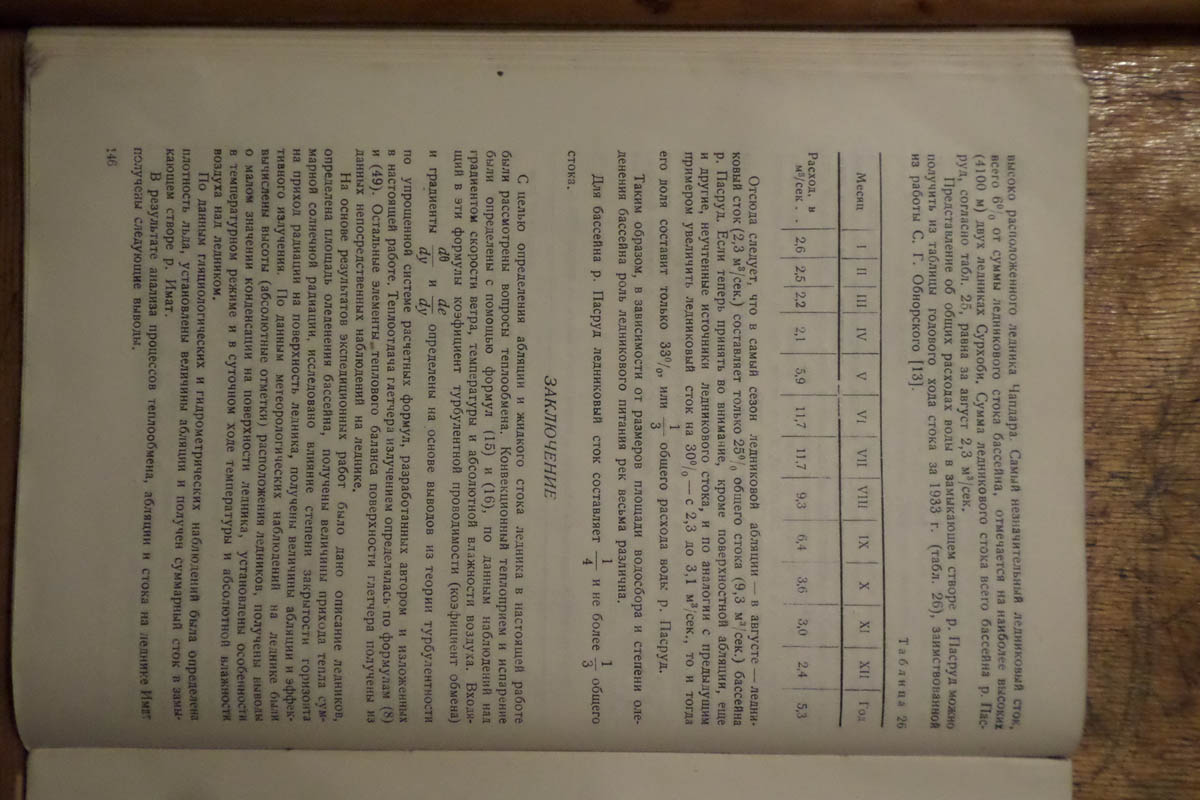 высоко расположенного ледника Чапдара. Самый незначительный ледниковый сток,
всего 6⁰/₀ от суммы ледникового стока бассейна, отмечается на наиболее высоких
(4100 м) двух ледниках Сурхоби. Сумма ледникового стока всего бассейна р. Пас-
руд, согласно табл. 25, равна за август 2,3 м³/сек.
Представление об общих расходах воды в замыкающем створе р. Пасруд можно
получить из таблицы годового хода стока за 1933 г. (табл. 26), заимствованной
из работы С. Г. Обнорского [13].
Таблица 26
Месяц I II III IV V VI VII VIII IX X XI XII Год
Расход, в
м³/сек. . . 2,6 2,5 2,2 2,1 5,9 11,7 11,7 9,3 6,4 3,6 3,0 2,4 5,3
Отсюда следует, что в самый сезон ледниковой абляции — в августе — ледни-
ковый сток (2,3 м³/сек.) составляет только 25⁰/₀ общего стока (9,3 м³/сек.) бассейна
р. Пасруд. Если теперь принять во внимание, кроме поверхностной абляции, еще
и другие, неучтенные источники ледникового стока, и по аналогии с предыдущим
примером увеличить ледниковый сток на 30⁰/₀ — с 2,3 до 3,1 м³/сек., то и тогда
его доля составит только 33⁰/₀, или 1/3 общего расхода воды р. Пасруд.
Таким образом, в зависимости от размеров площади водосбора и степени оле-
денения бассейна роль ледникового питания рек весьма различна.
Для бассейна р. Пасруд ледниковый сток составляет 1/4 и не более 1/3 общего
стока.
ЗАКЛЮЧЕНИЕ
С целью определения абляции и жидкого стока ледника в настоящей работе
были рассмотрены вопросы теплообмена. Конвекционный теплоприем и испарение
были определены с помощью формул (15) и (16), по данным наблюдений над
градиентом скорости ветра, температуры и абсолютной влажности воздуха. Входя-
щий в эти формулы коэфициент турбулентной проводимости (коэфициент обмена)
и градиенты dθ/dy и de/dy определены на основе выводов из теории турбулентности
по упрощенной системе расчетных формул, разработанных автором и изложенных
в настоящей работе. Теплоотдача глетчера излучением определялась по формулам (8)
и (49). Остальные элементы теплового баланса поверхности глетчера получены из
данных непосредственных наблюдений на леднике.
На основе результатов экспедиционных работ было дано описание ледников,
определена площадь оледенения бассейна, получены величины прихода тепла сум-
марной солнечной радиации, исследовано влияние степени закрытости горизонта
на приход радиации на поверхность ледника, получены величины абляции и эффек-
тивного излучения. По данным метеорологических наблюдений на леднике были
вычислены высоты (абсолютные отметки) расположения ледников, получены выводы
о малом значении конденсации на поверхности ледника, установлены особенности
в температурном режиме и в суточном ходе температуры и абсолютной влажности
воздуха над ледником.
По данным гляциологических и гидрометрических наблюдений была определена
плотность льда, установлены величины абляции и получен суммарный сток в замы-
кающем створе р. Имат.
В результате анализа процессов теплообмена, абляции и стока на леднике Имат
получены следующие выводы.
146